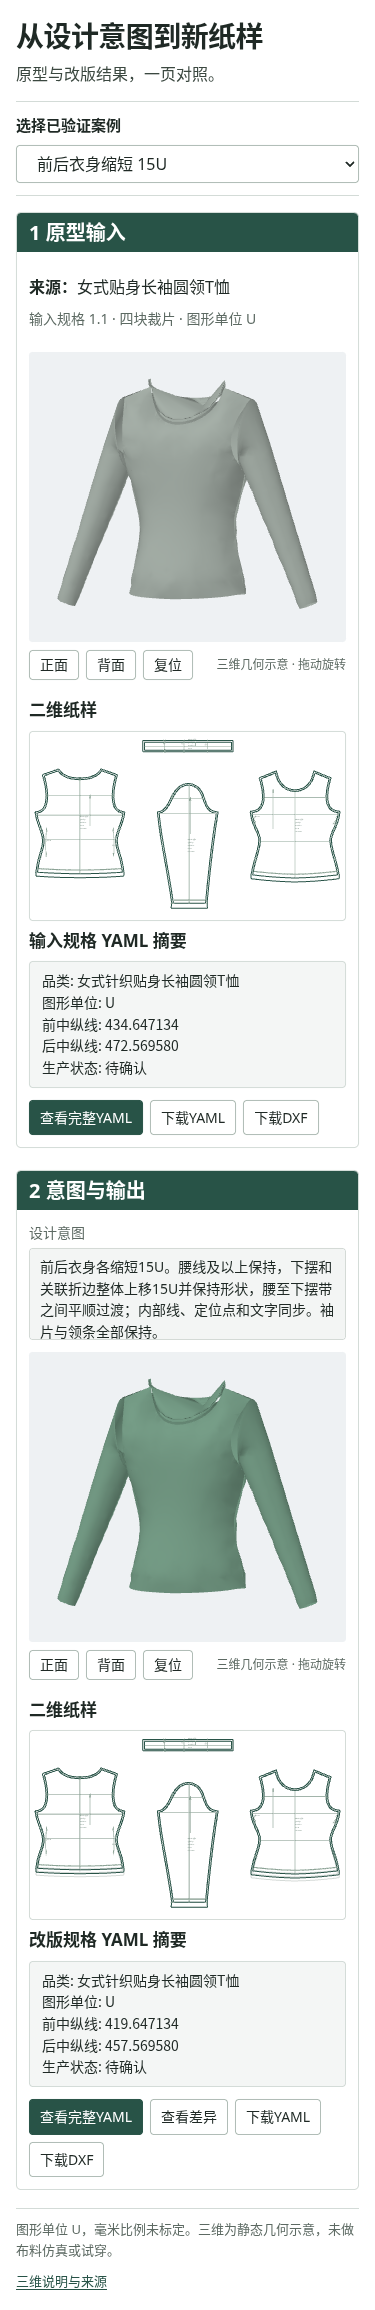 从设计意图到新纸样
原型与改版结果，一页对照。
选择已验证案例
前后衣身缩短 15U
1 原型输入
来源：女式贴身长袖圆领T恤
输入规格 1.1 · 四块裁片 · 图形单位 U
正面 背面 复位 三维几何示意 · 拖动旋转
二维纸样
输入规格 YAML 摘要
品类: 女式针织贴身长袖圆领T恤
图形单位: U
前中纵线: 434.647134
后中纵线: 472.569580
生产状态: 待确认
查看完整YAML 下载YAML 下载DXF
2 意图与输出
设计意图
前后衣身各缩短15U。腰线及以上保持，下摆和
关联折边整体上移15U并保持形状，腰至下摆带
之间平顺过渡；内部线、定位点和文字同步。袖
片与领条全部保持。
正面 背面 复位 三维几何示意 · 拖动旋转
二维纸样
改版规格 YAML 摘要
品类: 女式针织贴身长袖圆领T恤
图形单位: U
前中纵线: 419.647134
后中纵线: 457.569580
生产状态: 待确认
查看完整YAML 查看差异 下载YAML
下载DXF
图形单位 U，毫米比例未标定。三维为静态几何示意，未做
布料仿真或试穿。
三维说明与来源